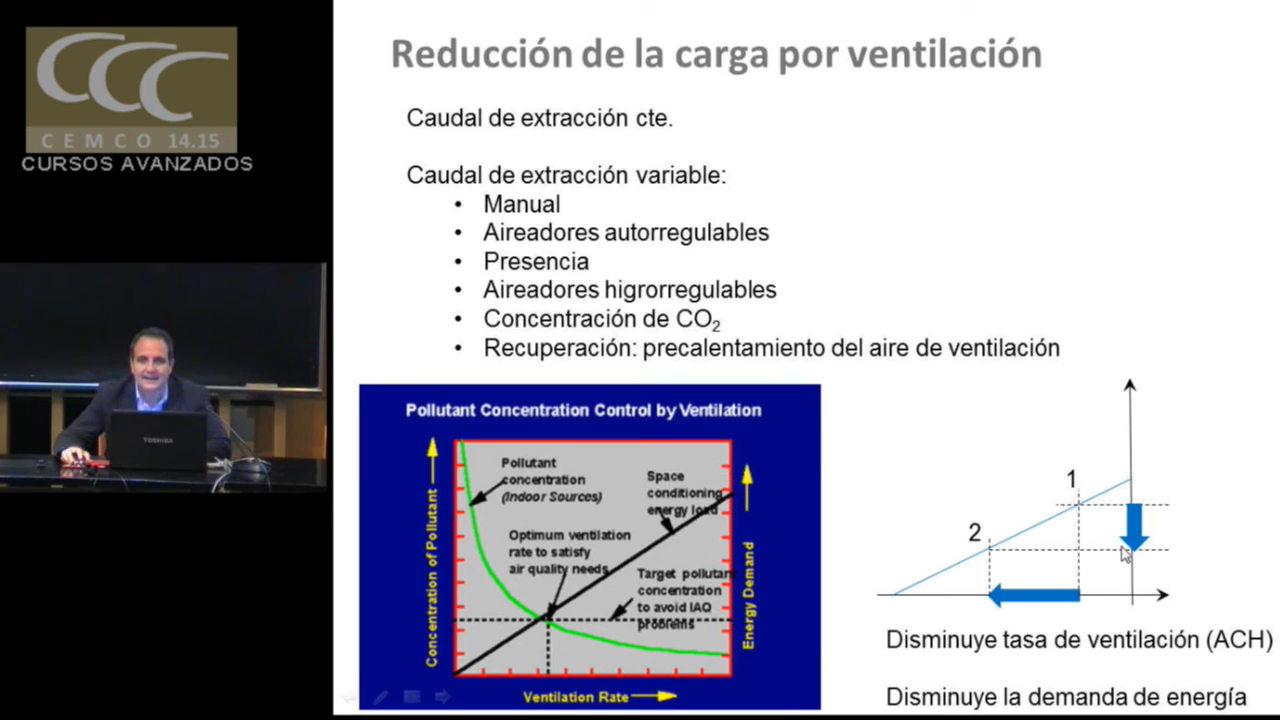 CCC
CEMCO 14.15
CURSOS AVANZADOS
TOSHIBA
Reducción de la carga por ventilación
Caudal de extracción cte.
Caudal de extracción variable:
• Manual
• Aireadores autorregulables
• Presencia
• Aireadores higrorregulables
• Concentración de CO₂
• Recuperación: precalentamiento del aire de ventilación
Pollutant Concentration Control by Ventilation
Concentration of Pollutant
Pollutant
concentration
(Indoor Sources)
Space
conditioning
energy load
Optimum ventilation
rate to satisfy
air quality needs
Target pollutant
concentration
to avoid IAQ
problems
Energy Demand
Ventilation Rate
1
2
Disminuye tasa de ventilación (ACH)
Disminuye la demanda de energía